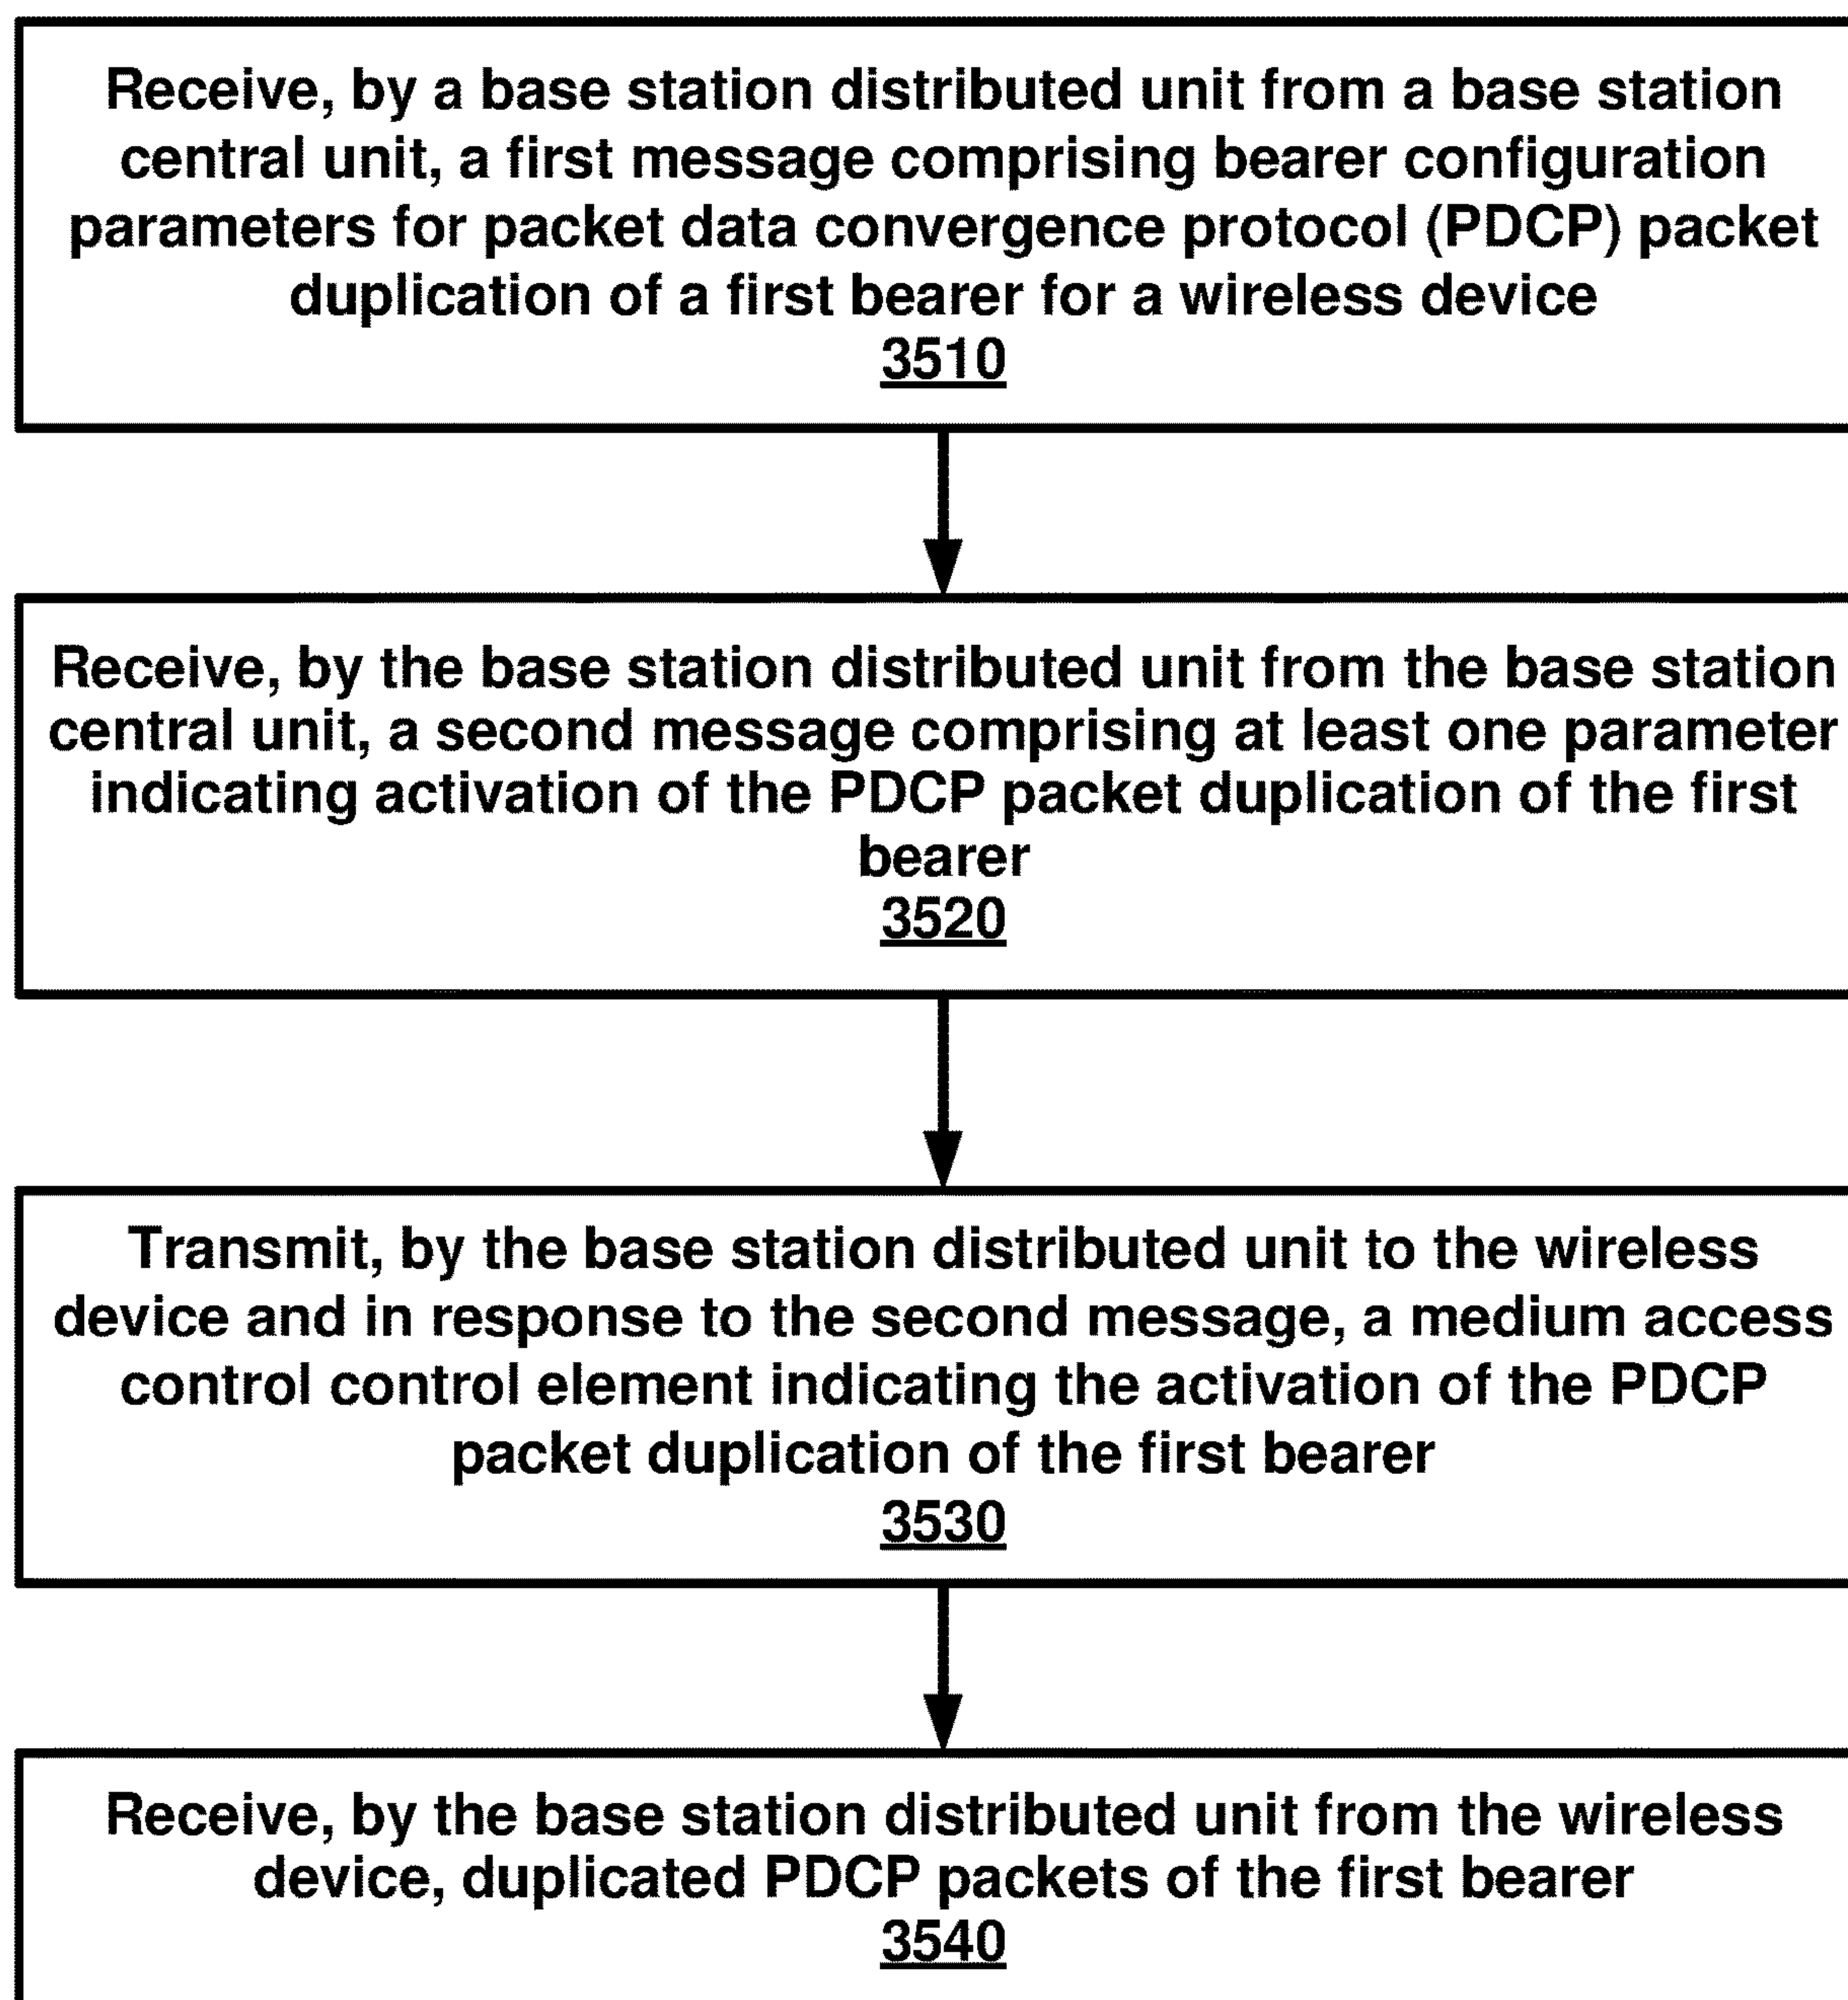 Receive, by a base station distributed unit from a base station
central unit, a first message comprising bearer configuration
parameters for packet data convergence protocol (PDCP) packet
duplication of a first bearer for a wireless device
3510
Receive, by the base station distributed unit from the base station
central unit, a second message comprising at least one parameter
indicating activation of the PDCP packet duplication of the first
bearer
3520
Transmit, by the base station distributed unit to the wireless
device and in response to the second message, a medium access
control control element indicating the activation of the PDCP
packet duplication of the first bearer
3530
Receive, by the base station distributed unit from the wireless
device, duplicated PDCP packets of the first bearer
3540